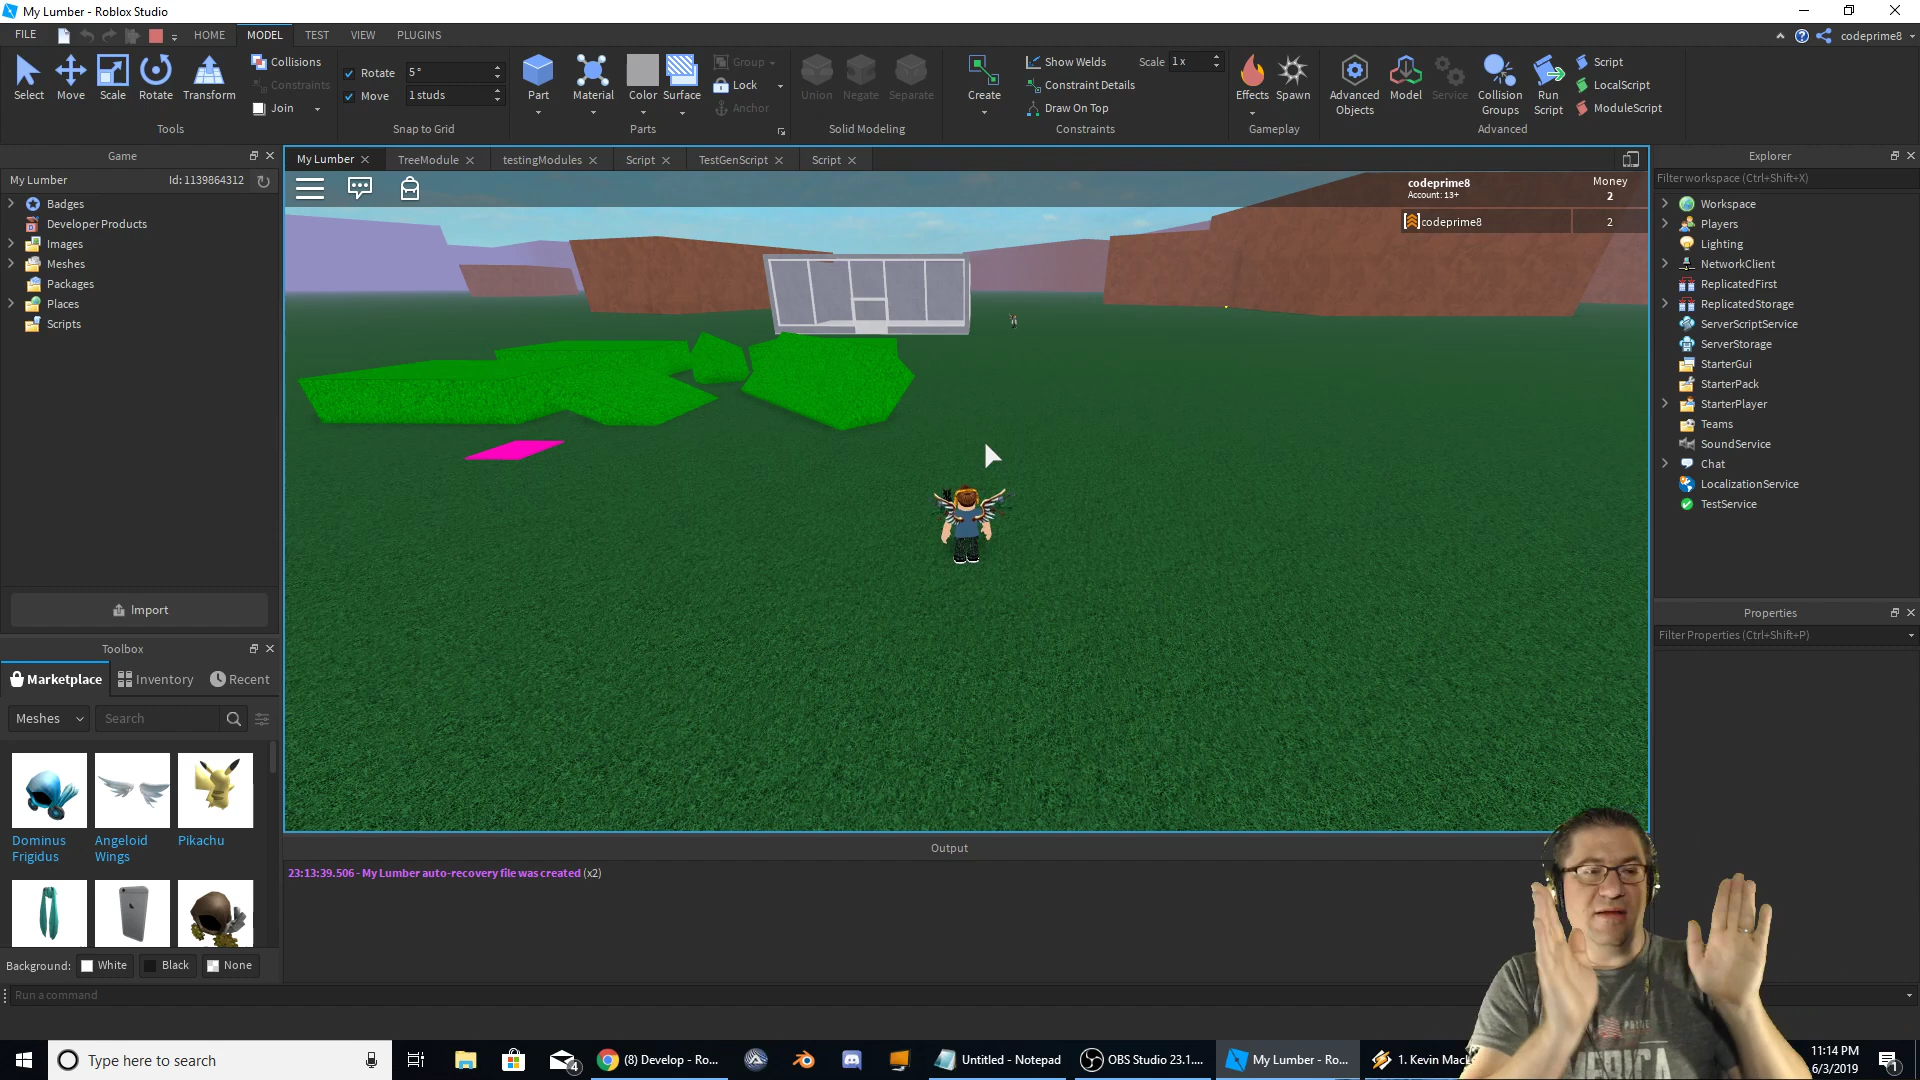 My Lumber - Roblox Studio
FILE HOME MODEL TEST VIEW PLUGINS codeprime8
Select Move Scale Rotate Transform
Collisions
Constraints
Join
Tools
Rotate 5°
Move 1 studs
Snap to Grid
Part Material Color Surface
Group
Lock
Anchor
Parts
Union Negate Separate
Solid Modeling
Create
Show Welds Scale 1x
Constraint Details
Draw On Top
Constraints
Effects Spawn
Gameplay
Advanced Objects Model Service Collision Groups Run Script
Script
LocalScript
ModuleScript
Advanced
Game
My Lumber Id: 1139864312
Badges
Developer Products
Images
Meshes
Packages
Places
Scripts
Import
Toolbox
Marketplace Inventory Recent
Meshes Search
Dominus Frigidus
Angeloid Wings
Pikachu
Background: White Black None
Run a command
My Lumber TreeModule testingModules Script TestGenScript Script
codeprime8
Account: 13+
Money
2
codeprime8 2
Output
23:13:39.506 - My Lumber auto-recovery file was created (x2)
Explorer
Filter workspace (Ctrl+Shift+X)
Workspace
Players
Lighting
NetworkClient
ReplicatedFirst
ReplicatedStorage
ServerScriptService
ServerStorage
StarterGui
StarterPack
StarterPlayer
Teams
SoundService
Chat
LocalizationService
TestService
Properties
Filter Properties (Ctrl+Shift+P)
Type here to search
4
(8) Develop - Ro...
Untitled - Notepad
OBS Studio 23.1....
My Lumber - Ro...
1. Kevin Mac
11:14 PM
6/3/2019
1